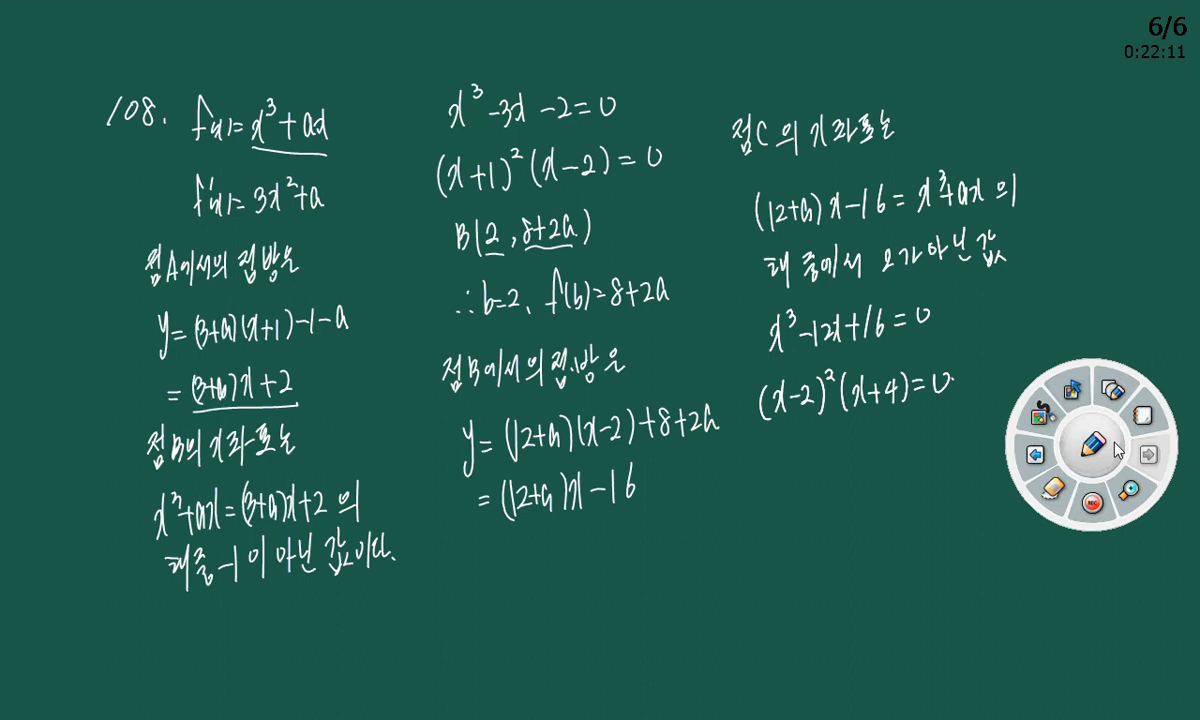 6/6
0:22:11
108. f(x)=x³+ax
f'(x)=3x²+a
점A에서의 접.방은
y=(3+a)(x+1)-1-a
=(3+a)x+2
점B의 x좌표는
x³+ax=(3+a)x+2 의
해 중 -1이 아닌 값이다.
x³-3x-2=0
(x+1)²(x-2)=0
B(2, 8+2a)
∴b=2, f(b)=8+2a
점B에서의 접.방은
y=(12+a)(x-2)+8+2a
=(12+a)x-16
점C의 x좌표는
(12+a)x-16=x³+ax 의
해 중에서 2가 아닌 값
x³-12x+16=0
(x-2)²(x+4)=0.
REC